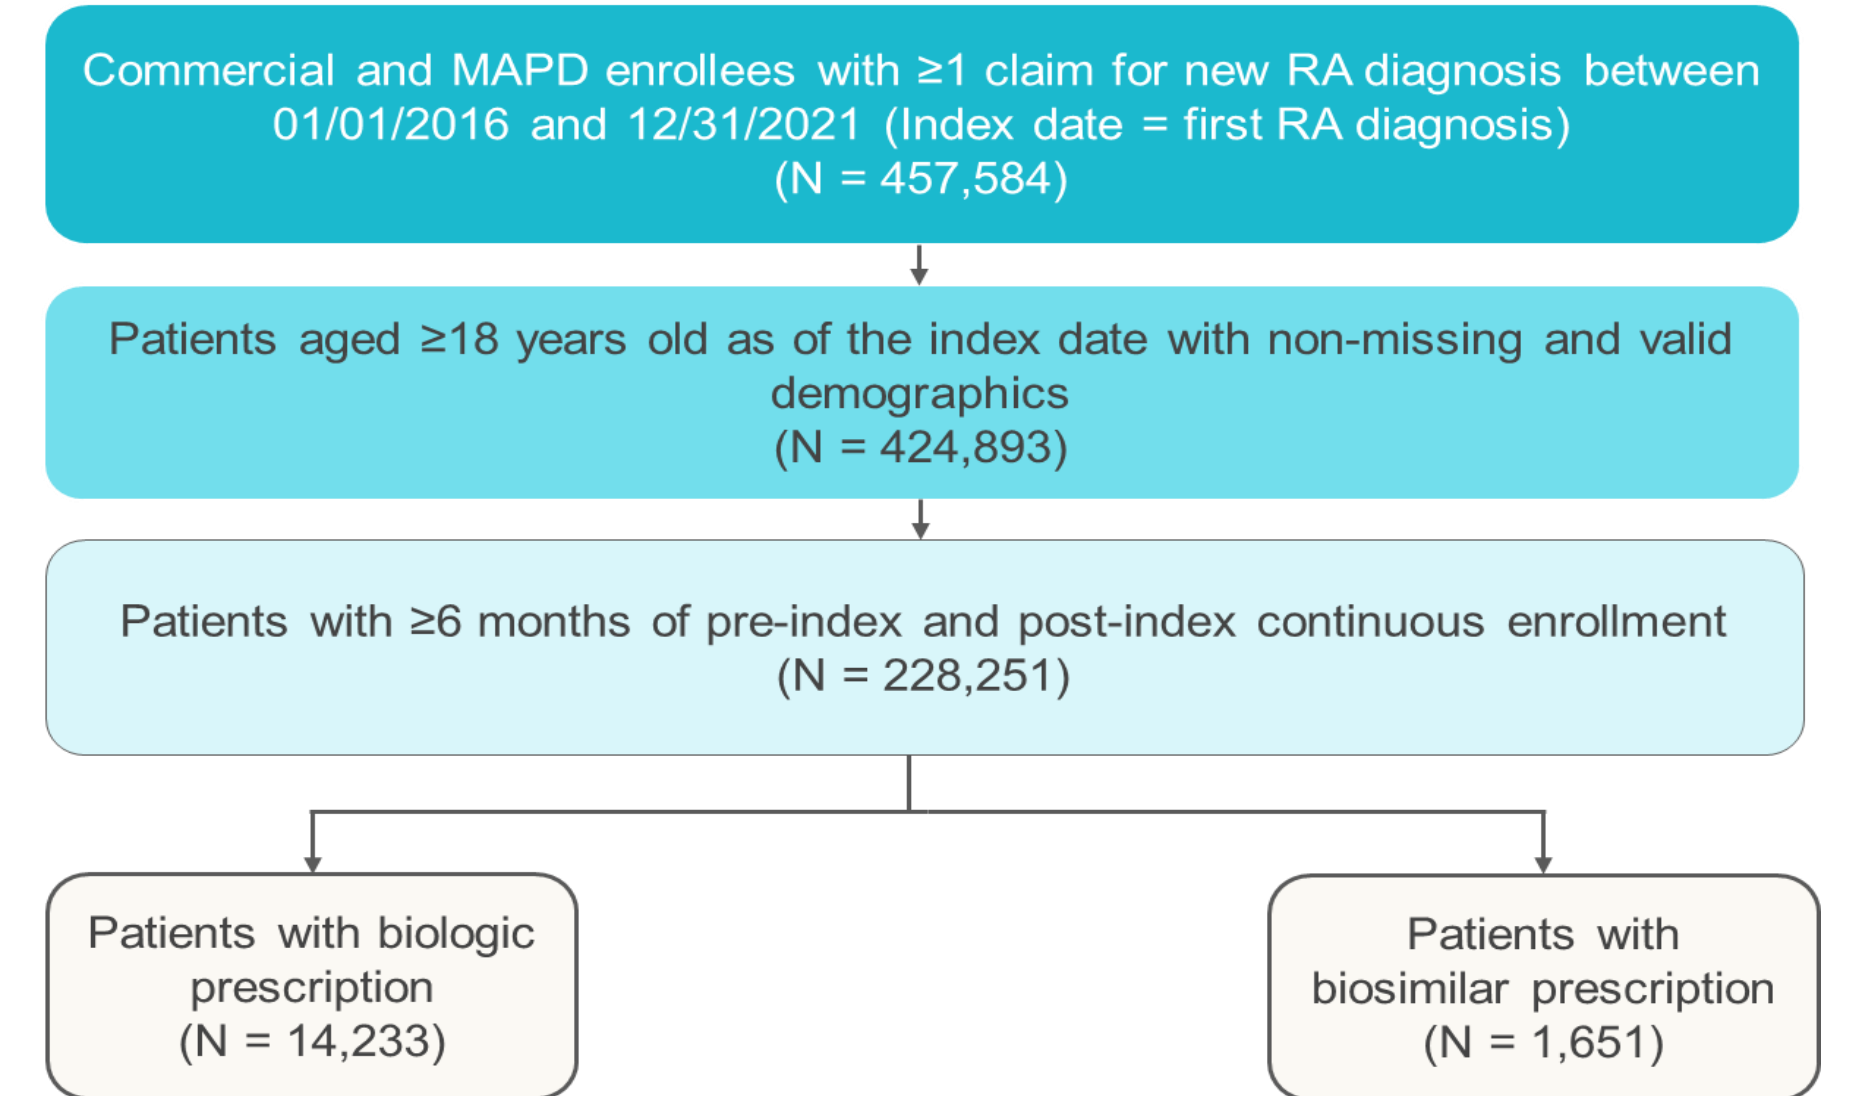 Commercial and MAPD enrollees with ≥1 claim for new RA diagnosis between
01/01/2016 and 12/31/2021 (Index date = first RA diagnosis)
(N = 457,584)
Patients aged ≥18 years old as of the index date with non-missing and valid
demographics
(N = 424,893)
Patients with ≥6 months of pre-index and post-index continuous enrollment
(N = 228,251)
Patients with biologic
prescription
(N = 14,233)
Patients with
biosimilar prescription
(N = 1,651)